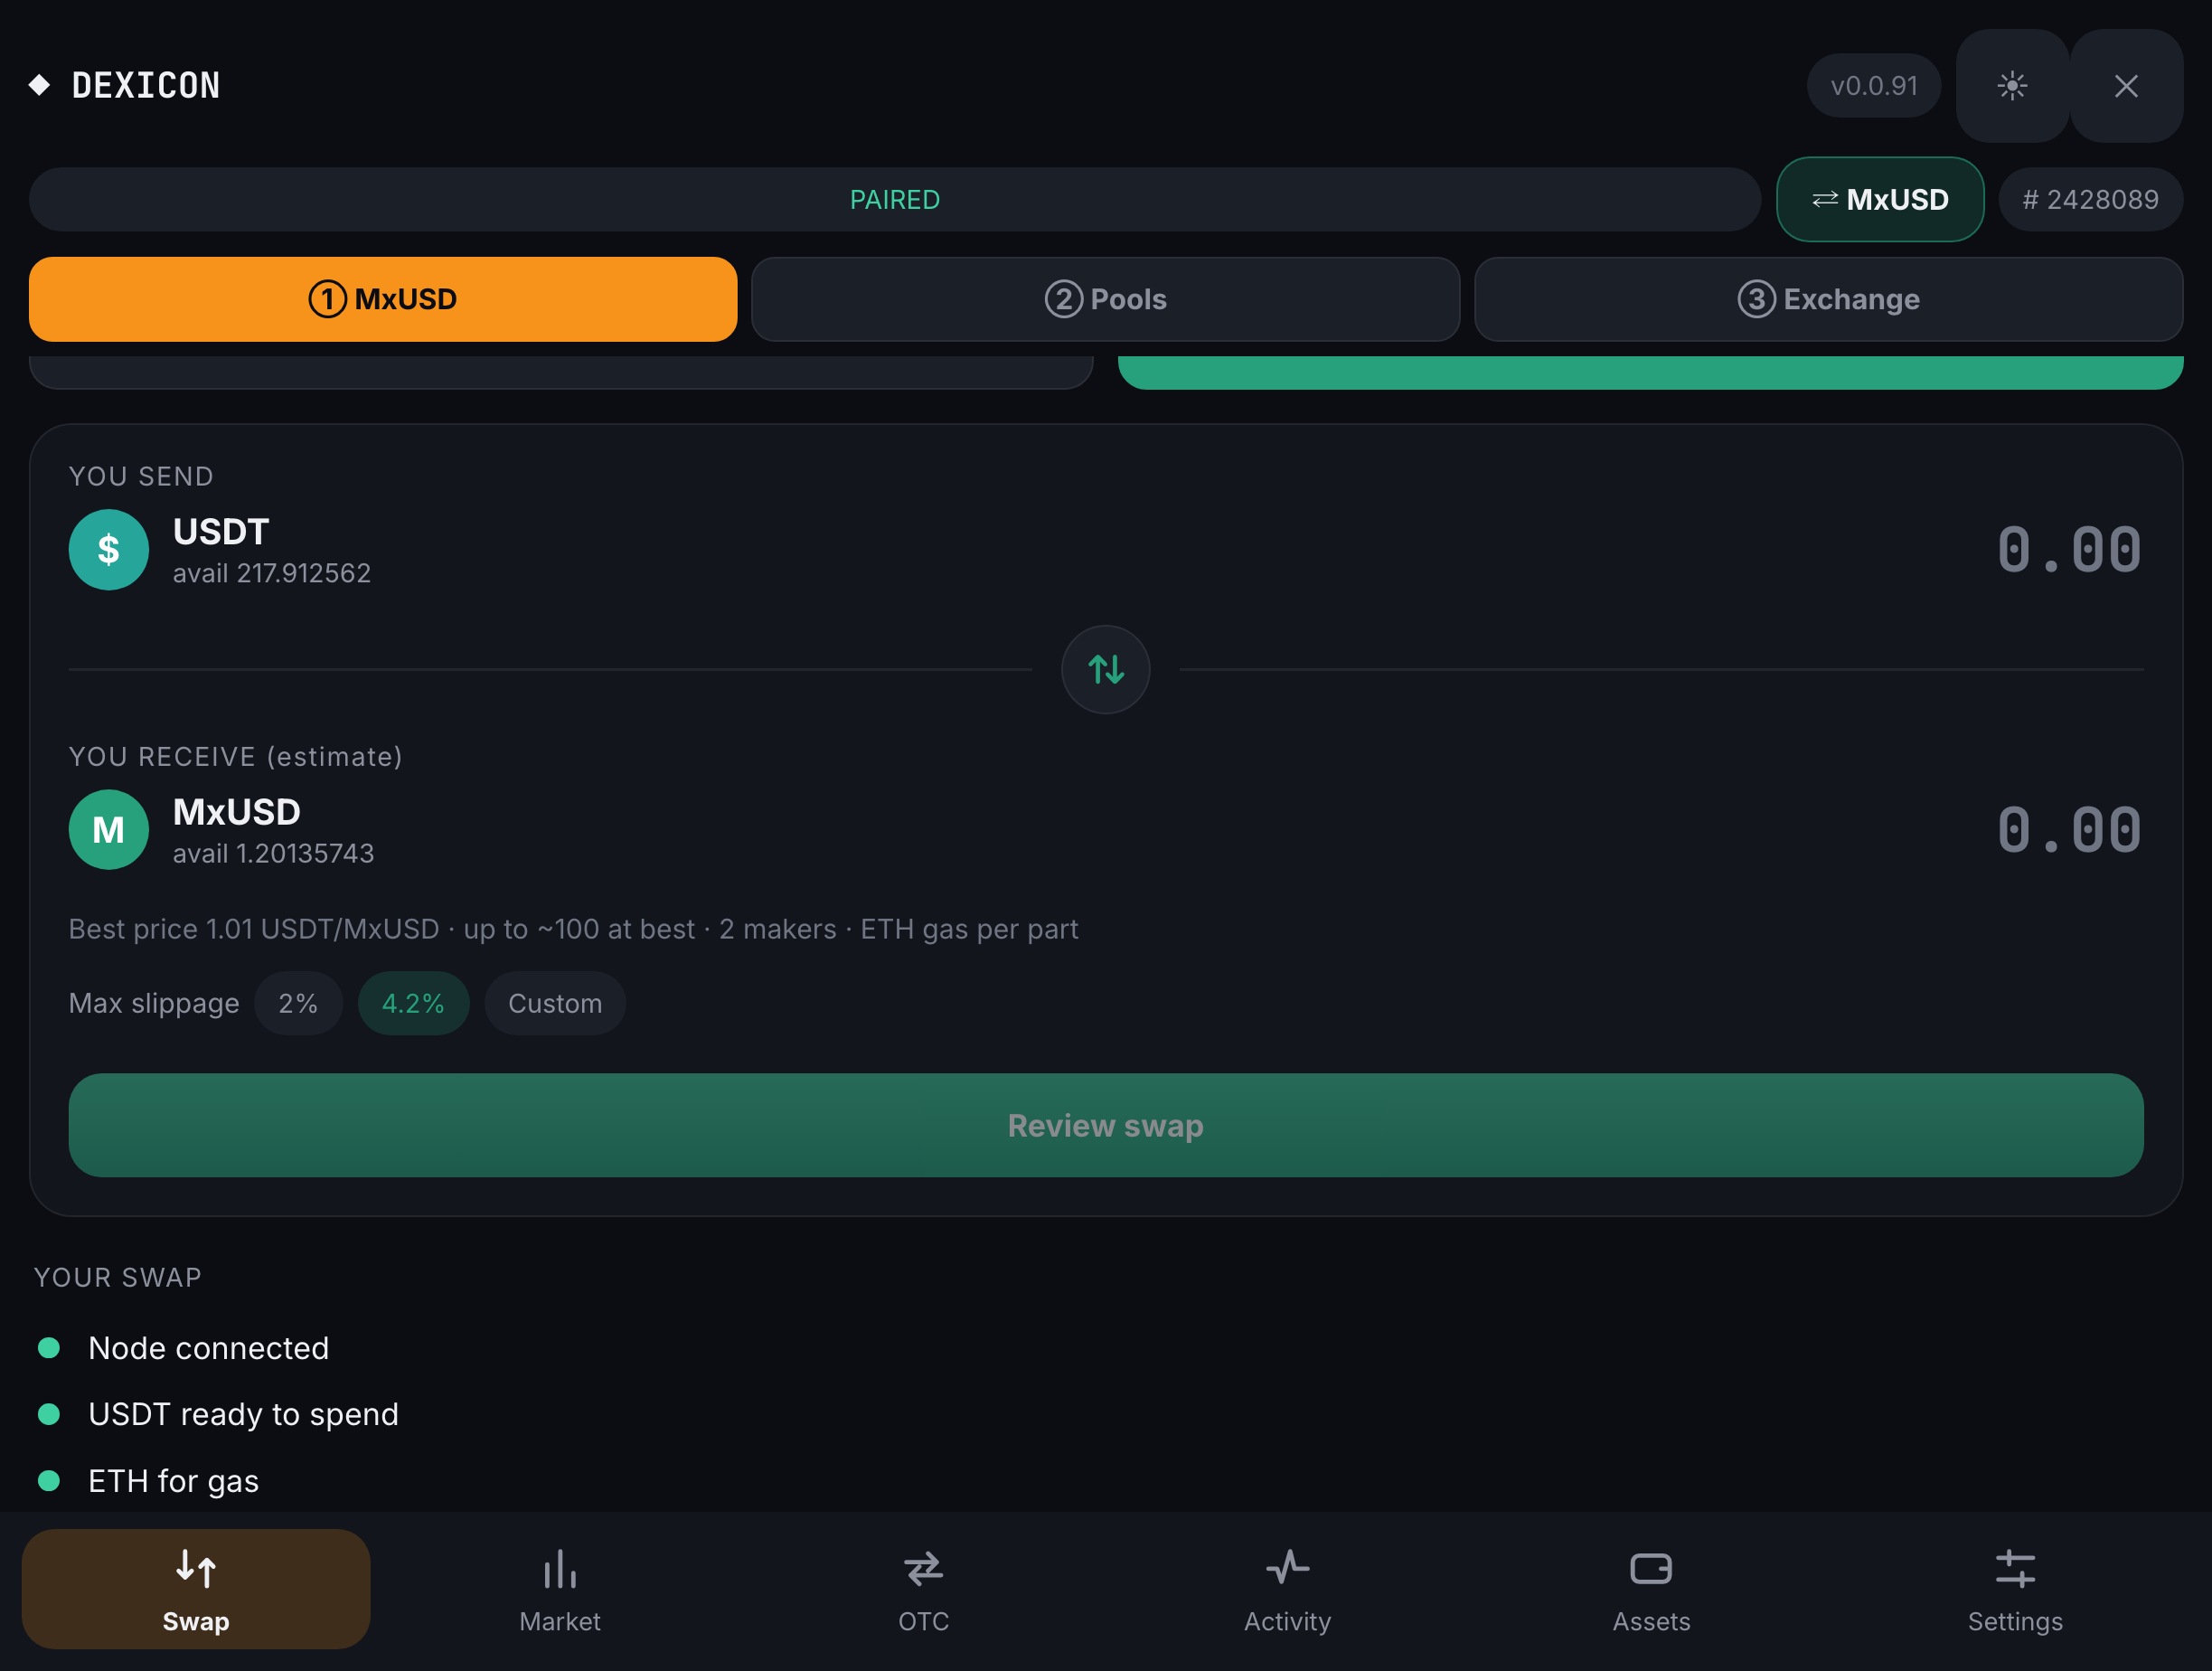 ◆ DEXICON
v0.0.91
PAIRED
⇄ MxUSD
# 2428089
① MxUSD
② Pools
③ Exchange
YOU SEND
$
USDT
avail 217.912562
0.00
YOU RECEIVE (estimate)
M
MxUSD
avail 1.20135743
0.00
Best price 1.01 USDT/MxUSD · up to ~100 at best · 2 makers · ETH gas per part
Max slippage 2% 4.2% Custom
Review swap
YOUR SWAP
Node connected
USDT ready to spend
ETH for gas
Swap
Market
OTC
Activity
Assets
Settings